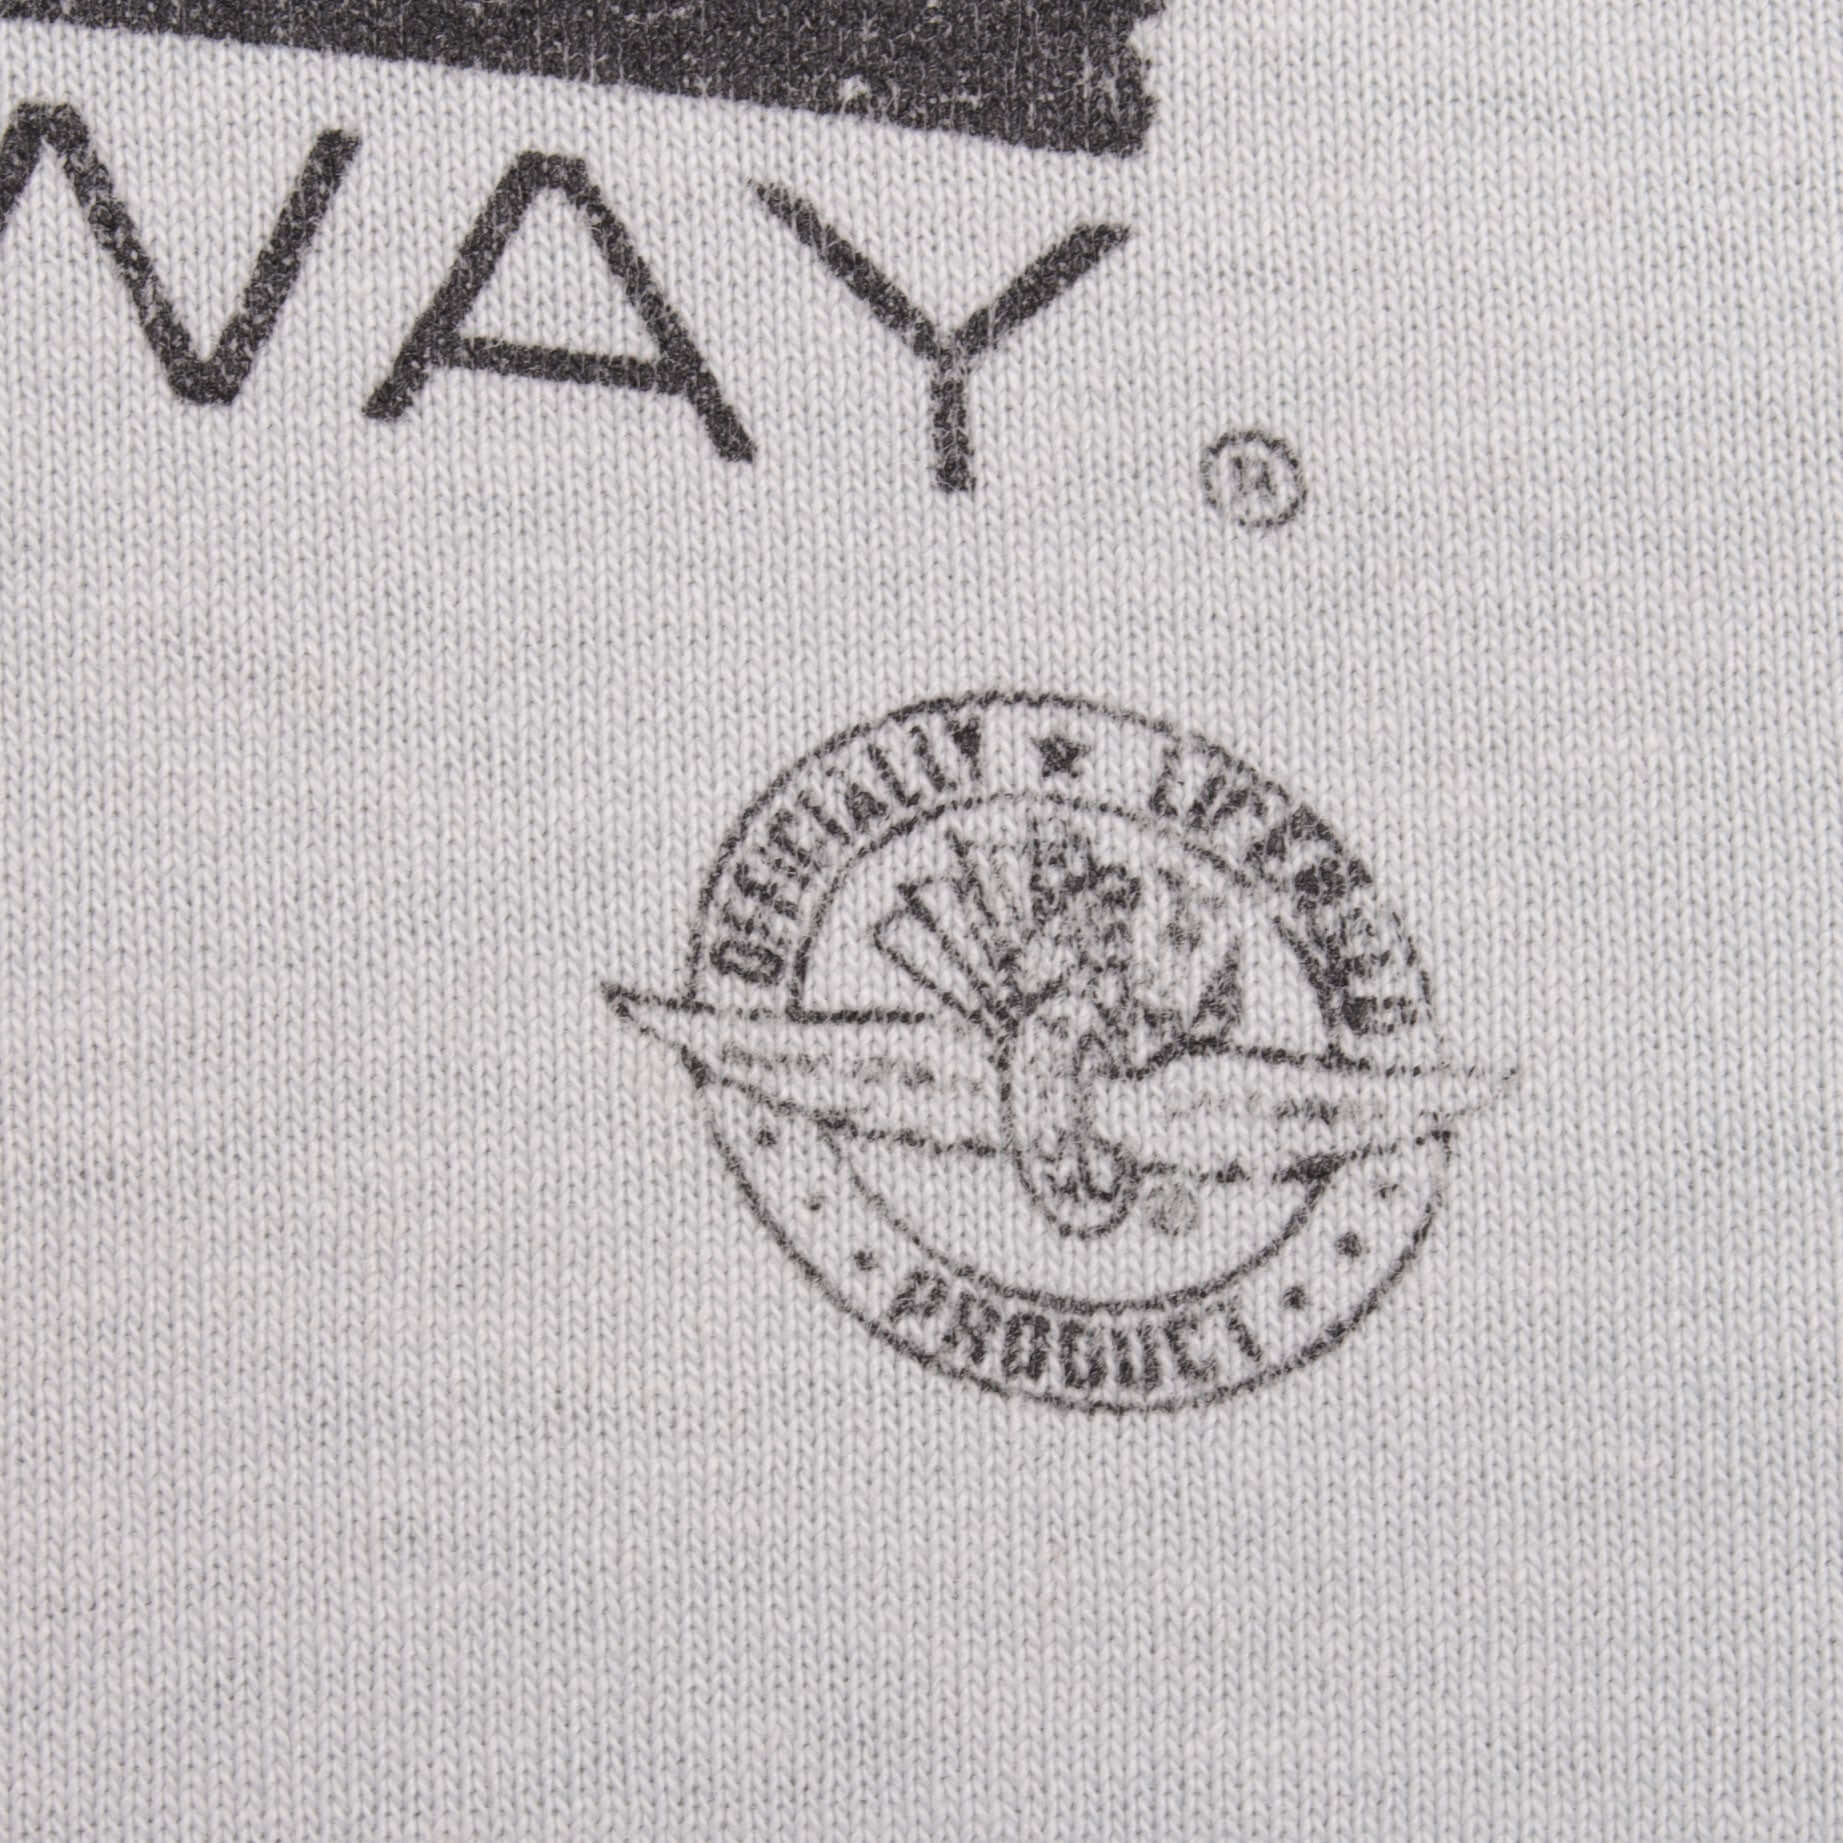 WAY®
OFFICIALLY ★ LICENSED
PRODUCT